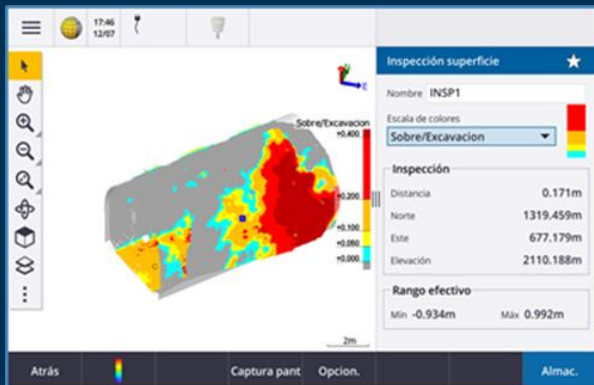 17:46
12/07
N
E
Sobre/Excavacion
+0.400
+0.200
+0.100
+0.050
+0.000
2m
Inspección superficie
Nombre INSP1
Escala de colores
Sobre/Excavacion
Inspección
Distancia 0.171m
Norte 1319.459m
Este 677.179m
Elevación 2110.188m
Rango efectivo
Mín -0.934m Máx 0.992m
Atrás Captura pant Opcion. Almac.